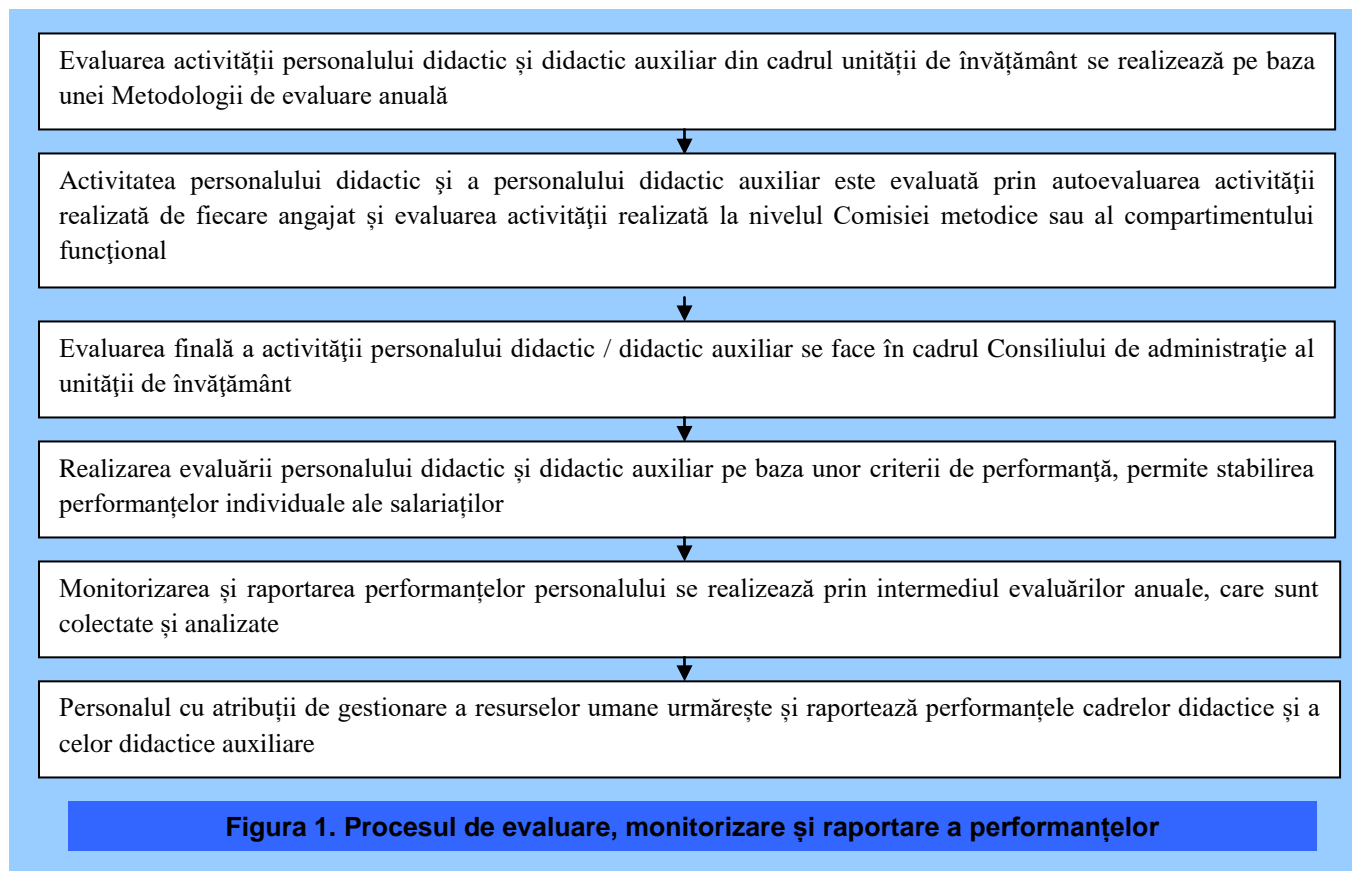 Evaluarea activității personalului didactic și didactic auxiliar din cadrul unității de învățământ se realizează pe baza
unei Metodologii de evaluare anuală
Activitatea personalului didactic şi a personalului didactic auxiliar este evaluată prin autoevaluarea activităţii
realizată de fiecare angajat și evaluarea activităţii realizată la nivelul Comisiei metodice sau al compartimentului
funcţional
Evaluarea finală a activităţii personalului didactic / didactic auxiliar se face în cadrul Consiliului de administraţie al
unităţii de învăţământ
Realizarea evaluării personalului didactic și didactic auxiliar pe baza unor criterii de performanţă, permite stabilirea
performanțelor individuale ale salariaților
Monitorizarea și raportarea performanțelor personalului se realizează prin intermediul evaluărilor anuale, care sunt
colectate și analizate
Personalul cu atribuții de gestionare a resurselor umane urmărește și raportează performanțele cadrelor didactice și a
celor didactice auxiliare
Figura 1. Procesul de evaluare, monitorizare și raportare a performanțelor